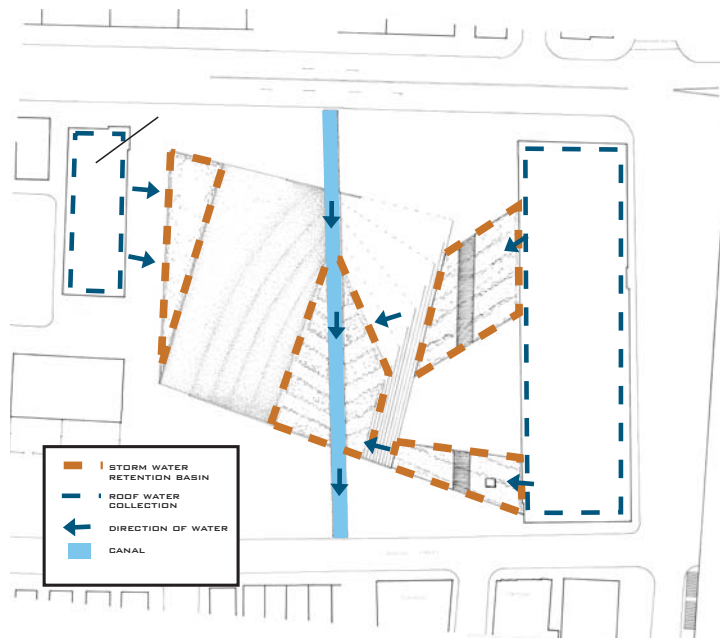 STORM WATER
RETENTION BASIN
ROOF WATER
COLLECTION
DIRECTION OF WATER
CANAL